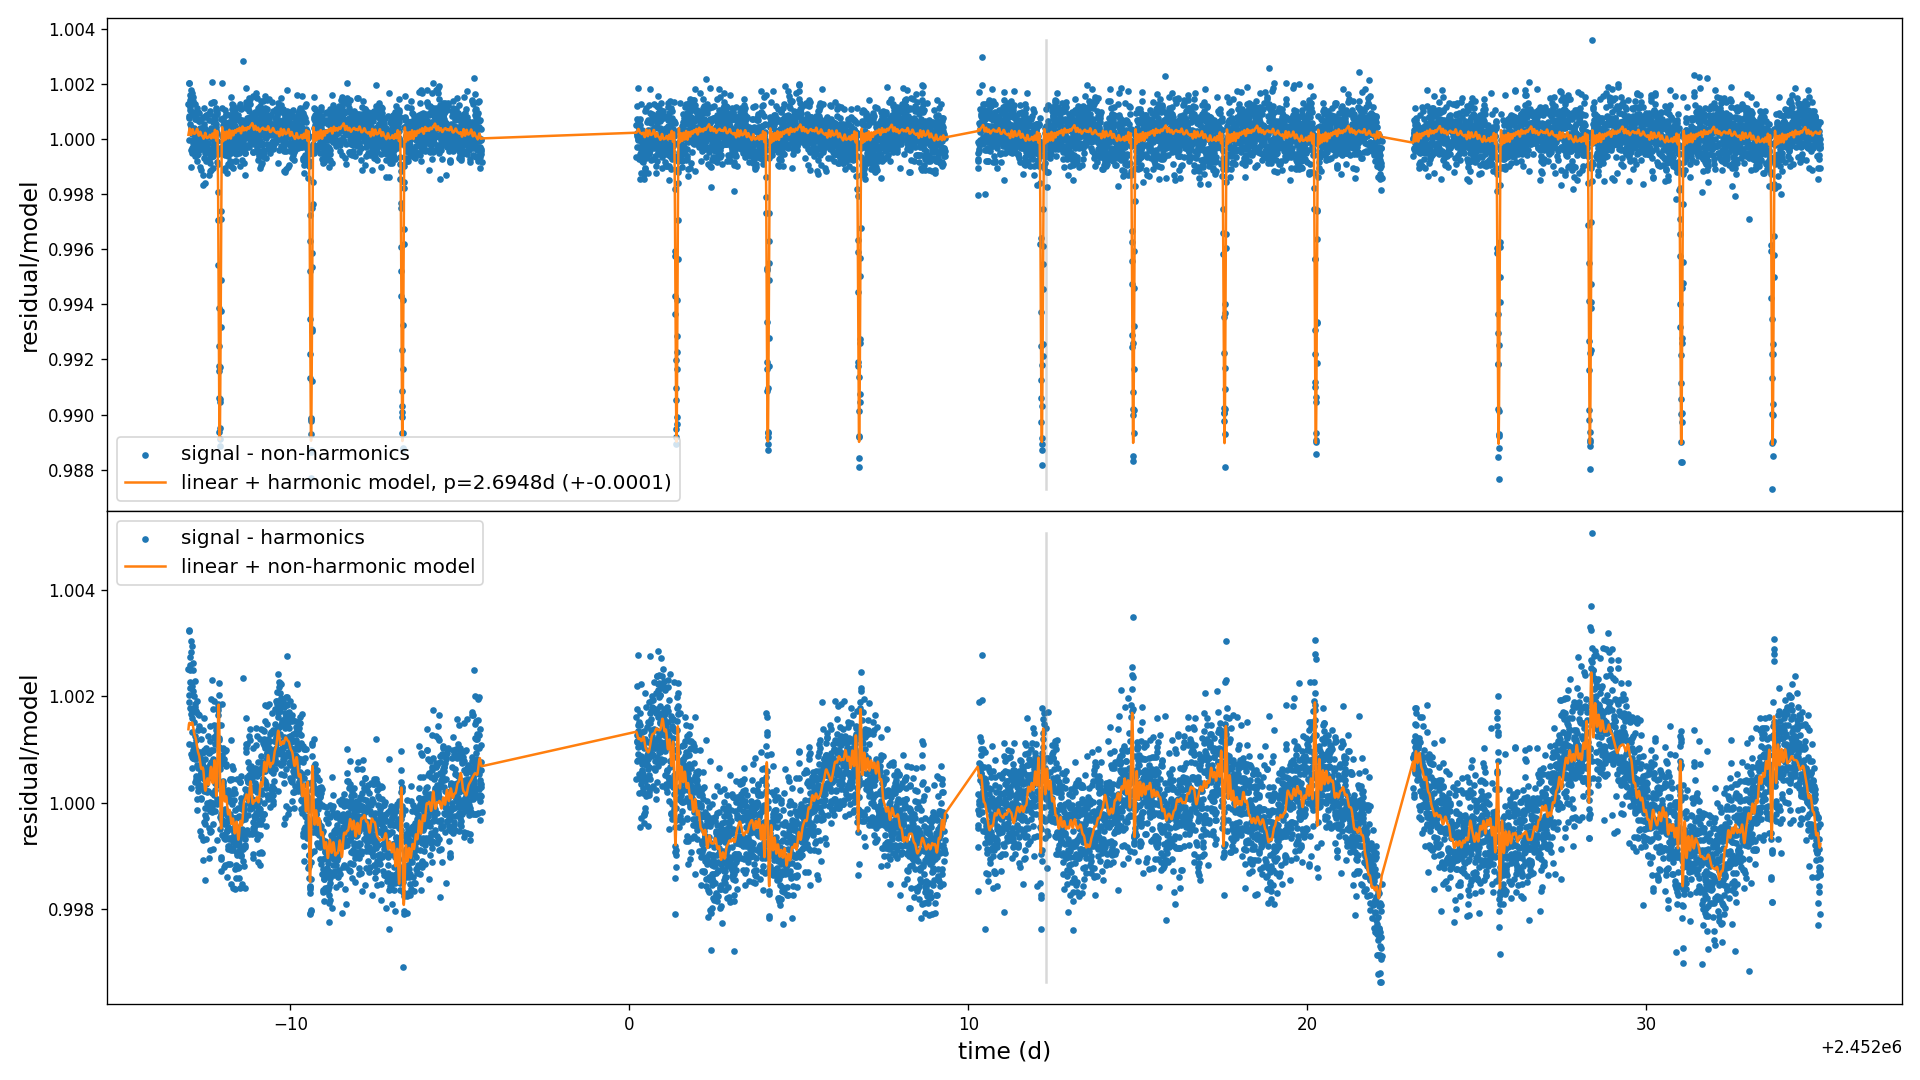 1.004
1.002
1.000
0.998
0.996
0.994
0.992
0.990
0.988
residual/model
signal - non-harmonics
linear + harmonic model, p=2.6948d (+-0.0001)
signal - harmonics
linear + non-harmonic model
1.004
1.002
1.000
0.998
residual/model
−10
0
10
20
30
time (d)
+2.452e6